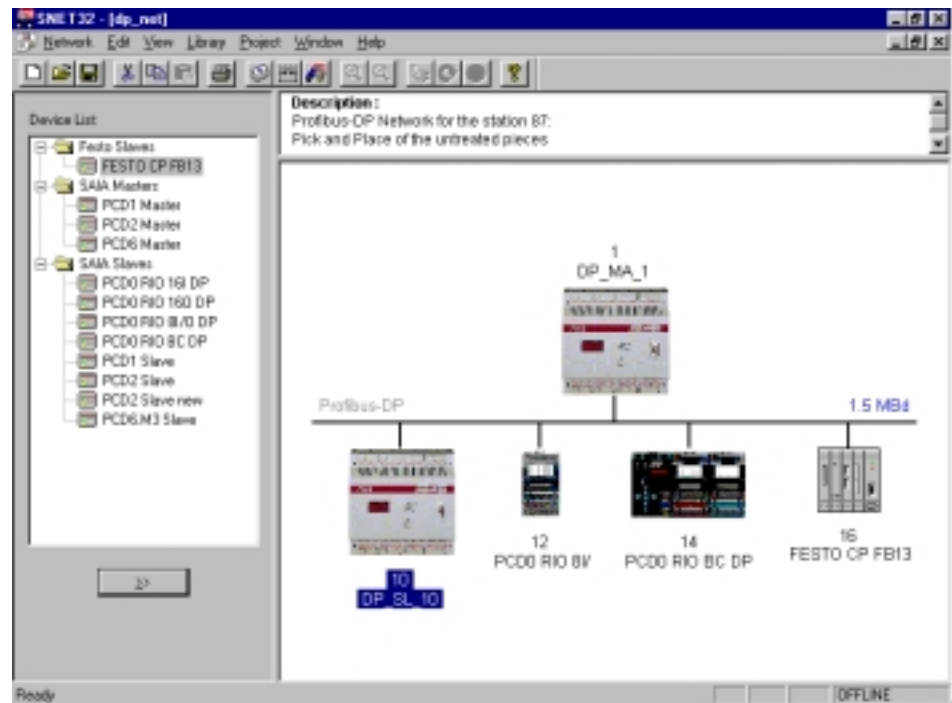 SNET32 - [dp_net]
Network Edit View Library Project Window Help
Device List:
Festo Slaves
FESTO CP FB13
SAIA Masters
PCD1 Master
PCD2 Master
PCD6 Master
SAIA Slaves
PCD0 RIO 16I DP
PCD0 RIO 16O DP
PCD0 RIO 8I/O DP
PCD0 RIO BC DP
PCD1 Slave
PCD2 Slave
PCD2 Slave new
PCD6.M3 Slave
>>
Description:
Profibus-DP Network for the station 87:
Pick and Place of the untreated pieces
1
DP_MA_1
Profibus-DP
1.5 MBd
10
DP_SL_10
12
PCD0 RIO 8I/
14
PCD0 RIO BC DP
16
FESTO CP FB13
Ready
OFFLINE